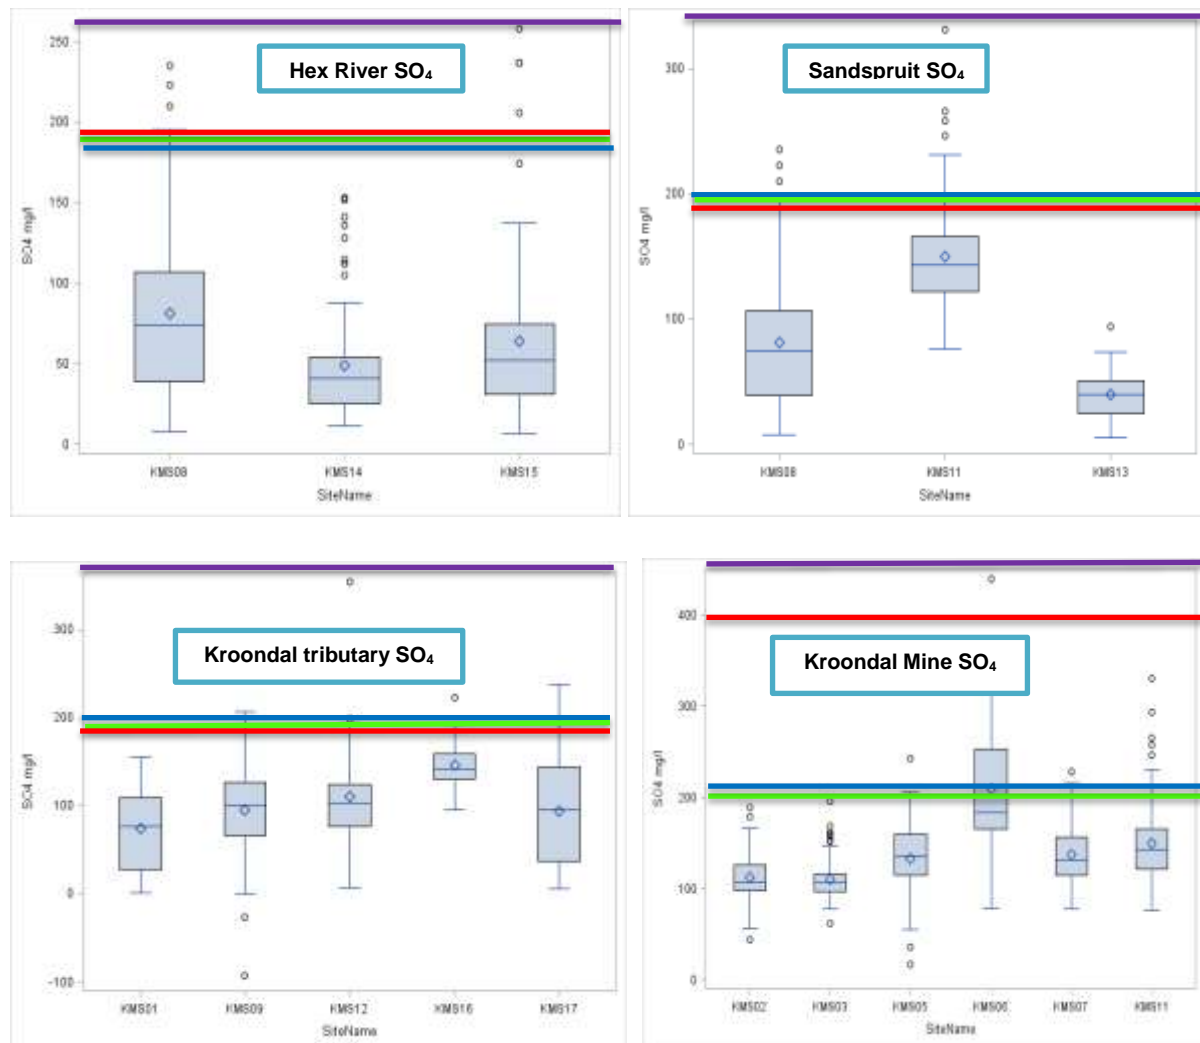 Hex River SO₄
250
200
150
100
50
0
SO4 mg/l
KMS08
KMS14
KMS15
SiteName
Sandspruit SO₄
300
200
100
0
SO4 mg/l
KMS08
KMS11
KMS13
SiteName
Kroondal tributary SO₄
300
200
100
0
-100
SO4 mg/l
KMS01
KMS09
KMS12
KMS16
KMS17
SiteName
Kroondal Mine SO₄
400
300
200
100
0
SO4 mg/l
KMS02
KMS03
KMS05
KMS06
KMS07
KMS11
SiteName